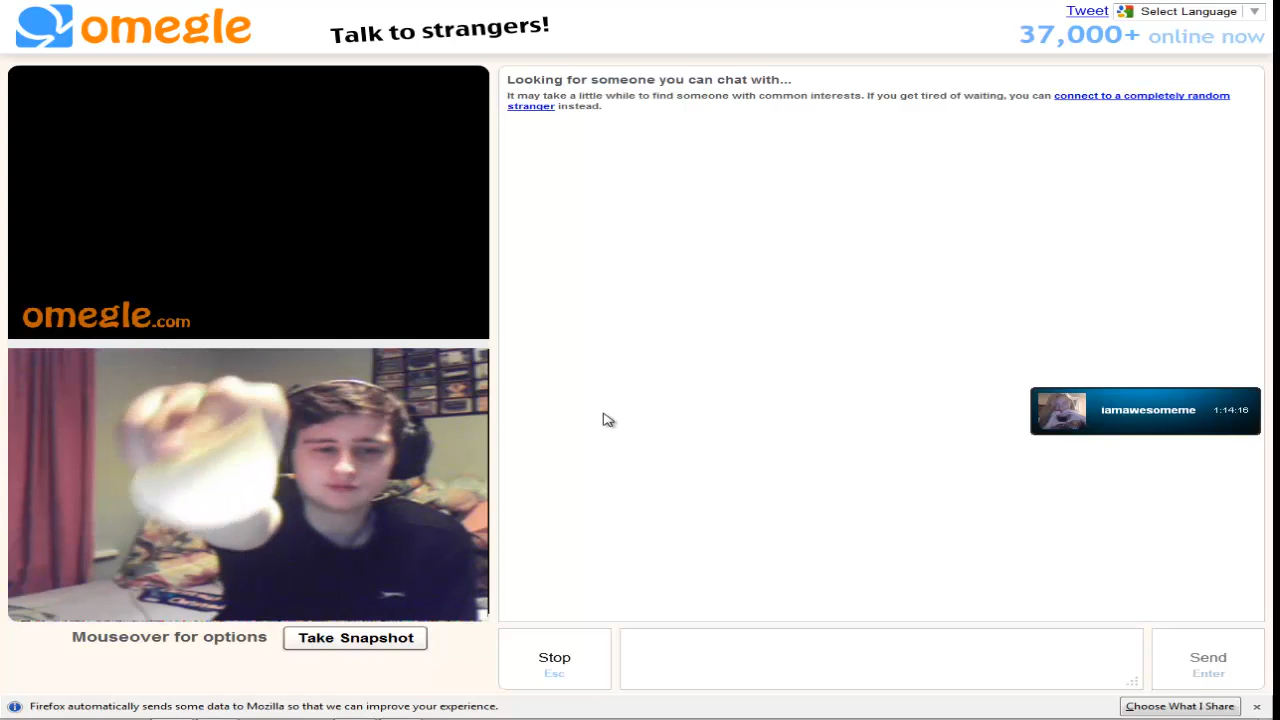 omegle
Talk to strangers!
Tweet
Select Language
37,000+ online now
Looking for someone you can chat with...
It may take a little while to find someone with common interests. If you get tired of waiting, you can connect to a completely random
stranger instead.
omegle.com
iamawesomeme 1:14:16
Mouseover for options
Take Snapshot
Stop
Esc
Send
Enter
Firefox automatically sends some data to Mozilla so that we can improve your experience.
Choose What I Share